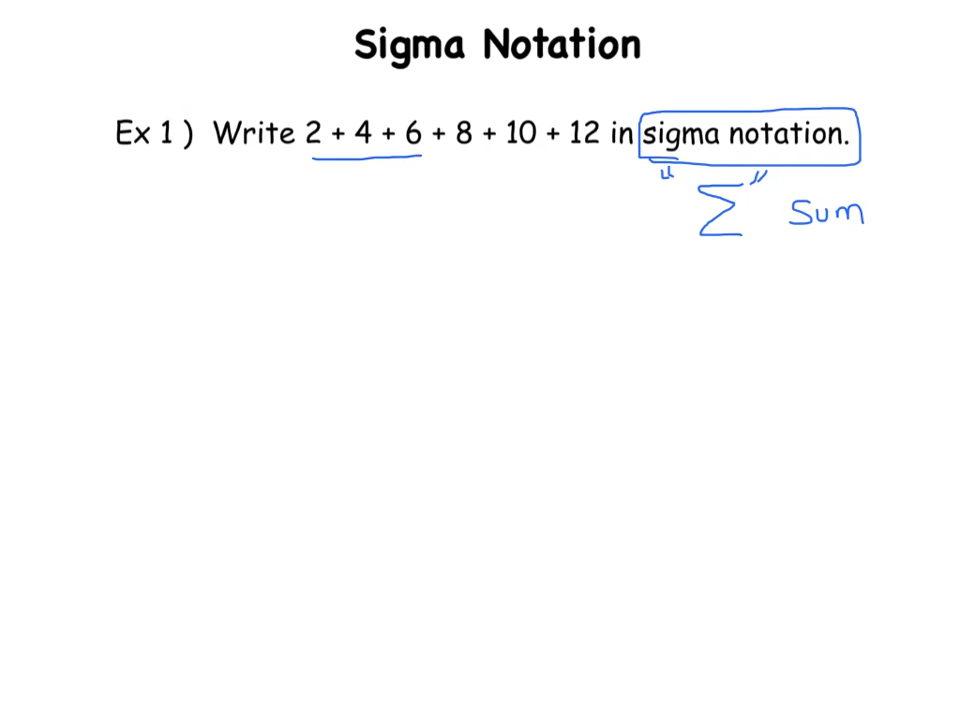 Sigma Notation
Ex 1 ) Write 2 + 4 + 6 + 8 + 10 + 12 in sigma notation.
" Σ " Sum